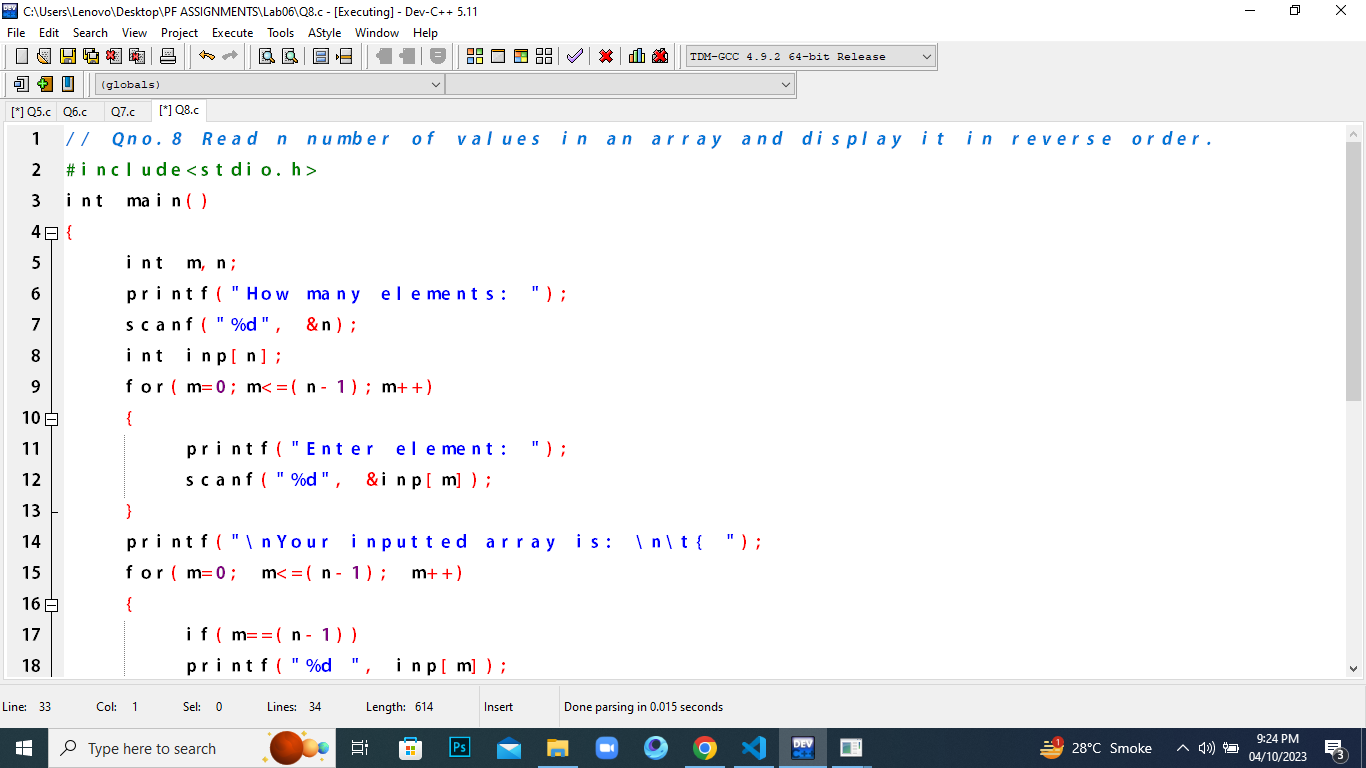 C:\Users\Lenovo\Desktop\PF ASSIGNMENTS\Lab06\Q8.c - [Executing] - Dev-C++ 5.11
File Edit Search View Project Execute Tools AStyle Window Help
TDM-GCC 4.9.2 64-bit Release
(globals)
[*] Q5.c Q6.c Q7.c [*] Q8.c
1 // Qno.8 Read n number of values in an array and display it in reverse order.
2 #include<stdio.h>
3 int main()
4 {
5 int m,n;
6 printf("How many elements: ");
7 scanf("%d", &n);
8 int inp[n];
9 for(m=0;m<=(n-1);m++)
10 {
11 printf("Enter element: ");
12 scanf("%d", &inp[m]);
13 }
14 printf("\nYour inputted array is: \n\t{ ");
15 for(m=0; m<=(n-1); m++)
16 {
17 if(m==(n-1))
18 printf("%d ", inp[m]);
Line: 33 Col: 1 Sel: 0 Lines: 34 Length: 614 Insert Done parsing in 0.015 seconds
Type here to search Ps DEV 1 28°C Smoke 9:24 PM
04/10/2023 3